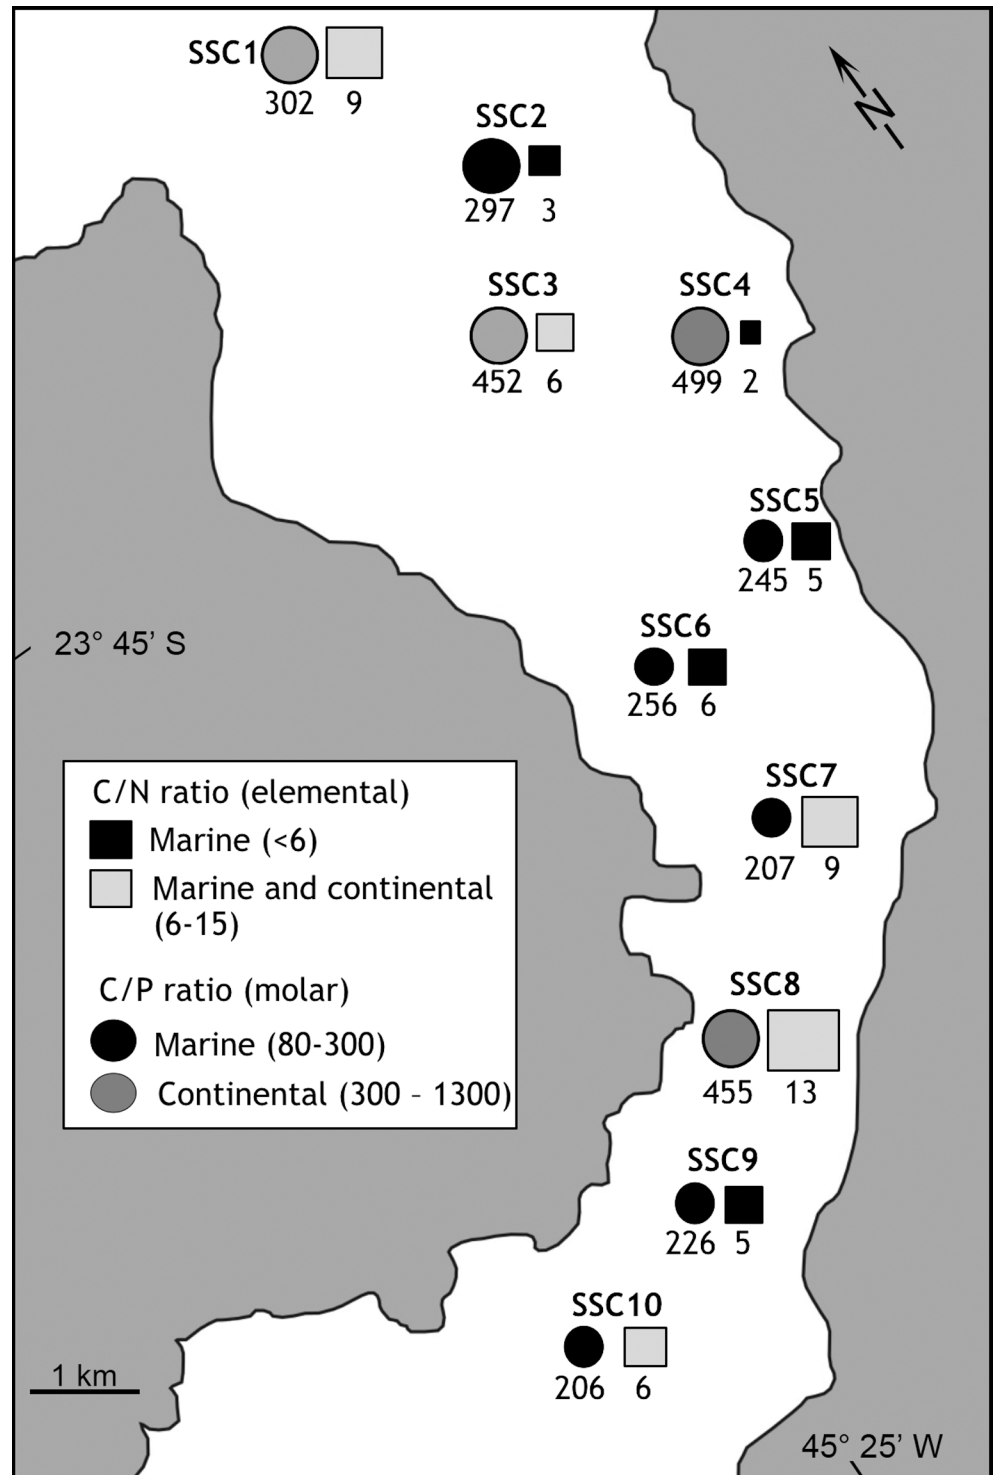 SSC1
302 9
SSC2
297 3
N
SSC3
452 6
SSC4
499 2
SSC5
245 5
SSC6
256 6
23° 45’ S
SSC7
207 9
C/N ratio (elemental)
Marine (<6)
Marine and continental
(6-15)
C/P ratio (molar)
Marine (80-300)
Continental (300 - 1300)
SSC8
455 13
SSC9
226 5
SSC10
206 6
1 km
45° 25’ W